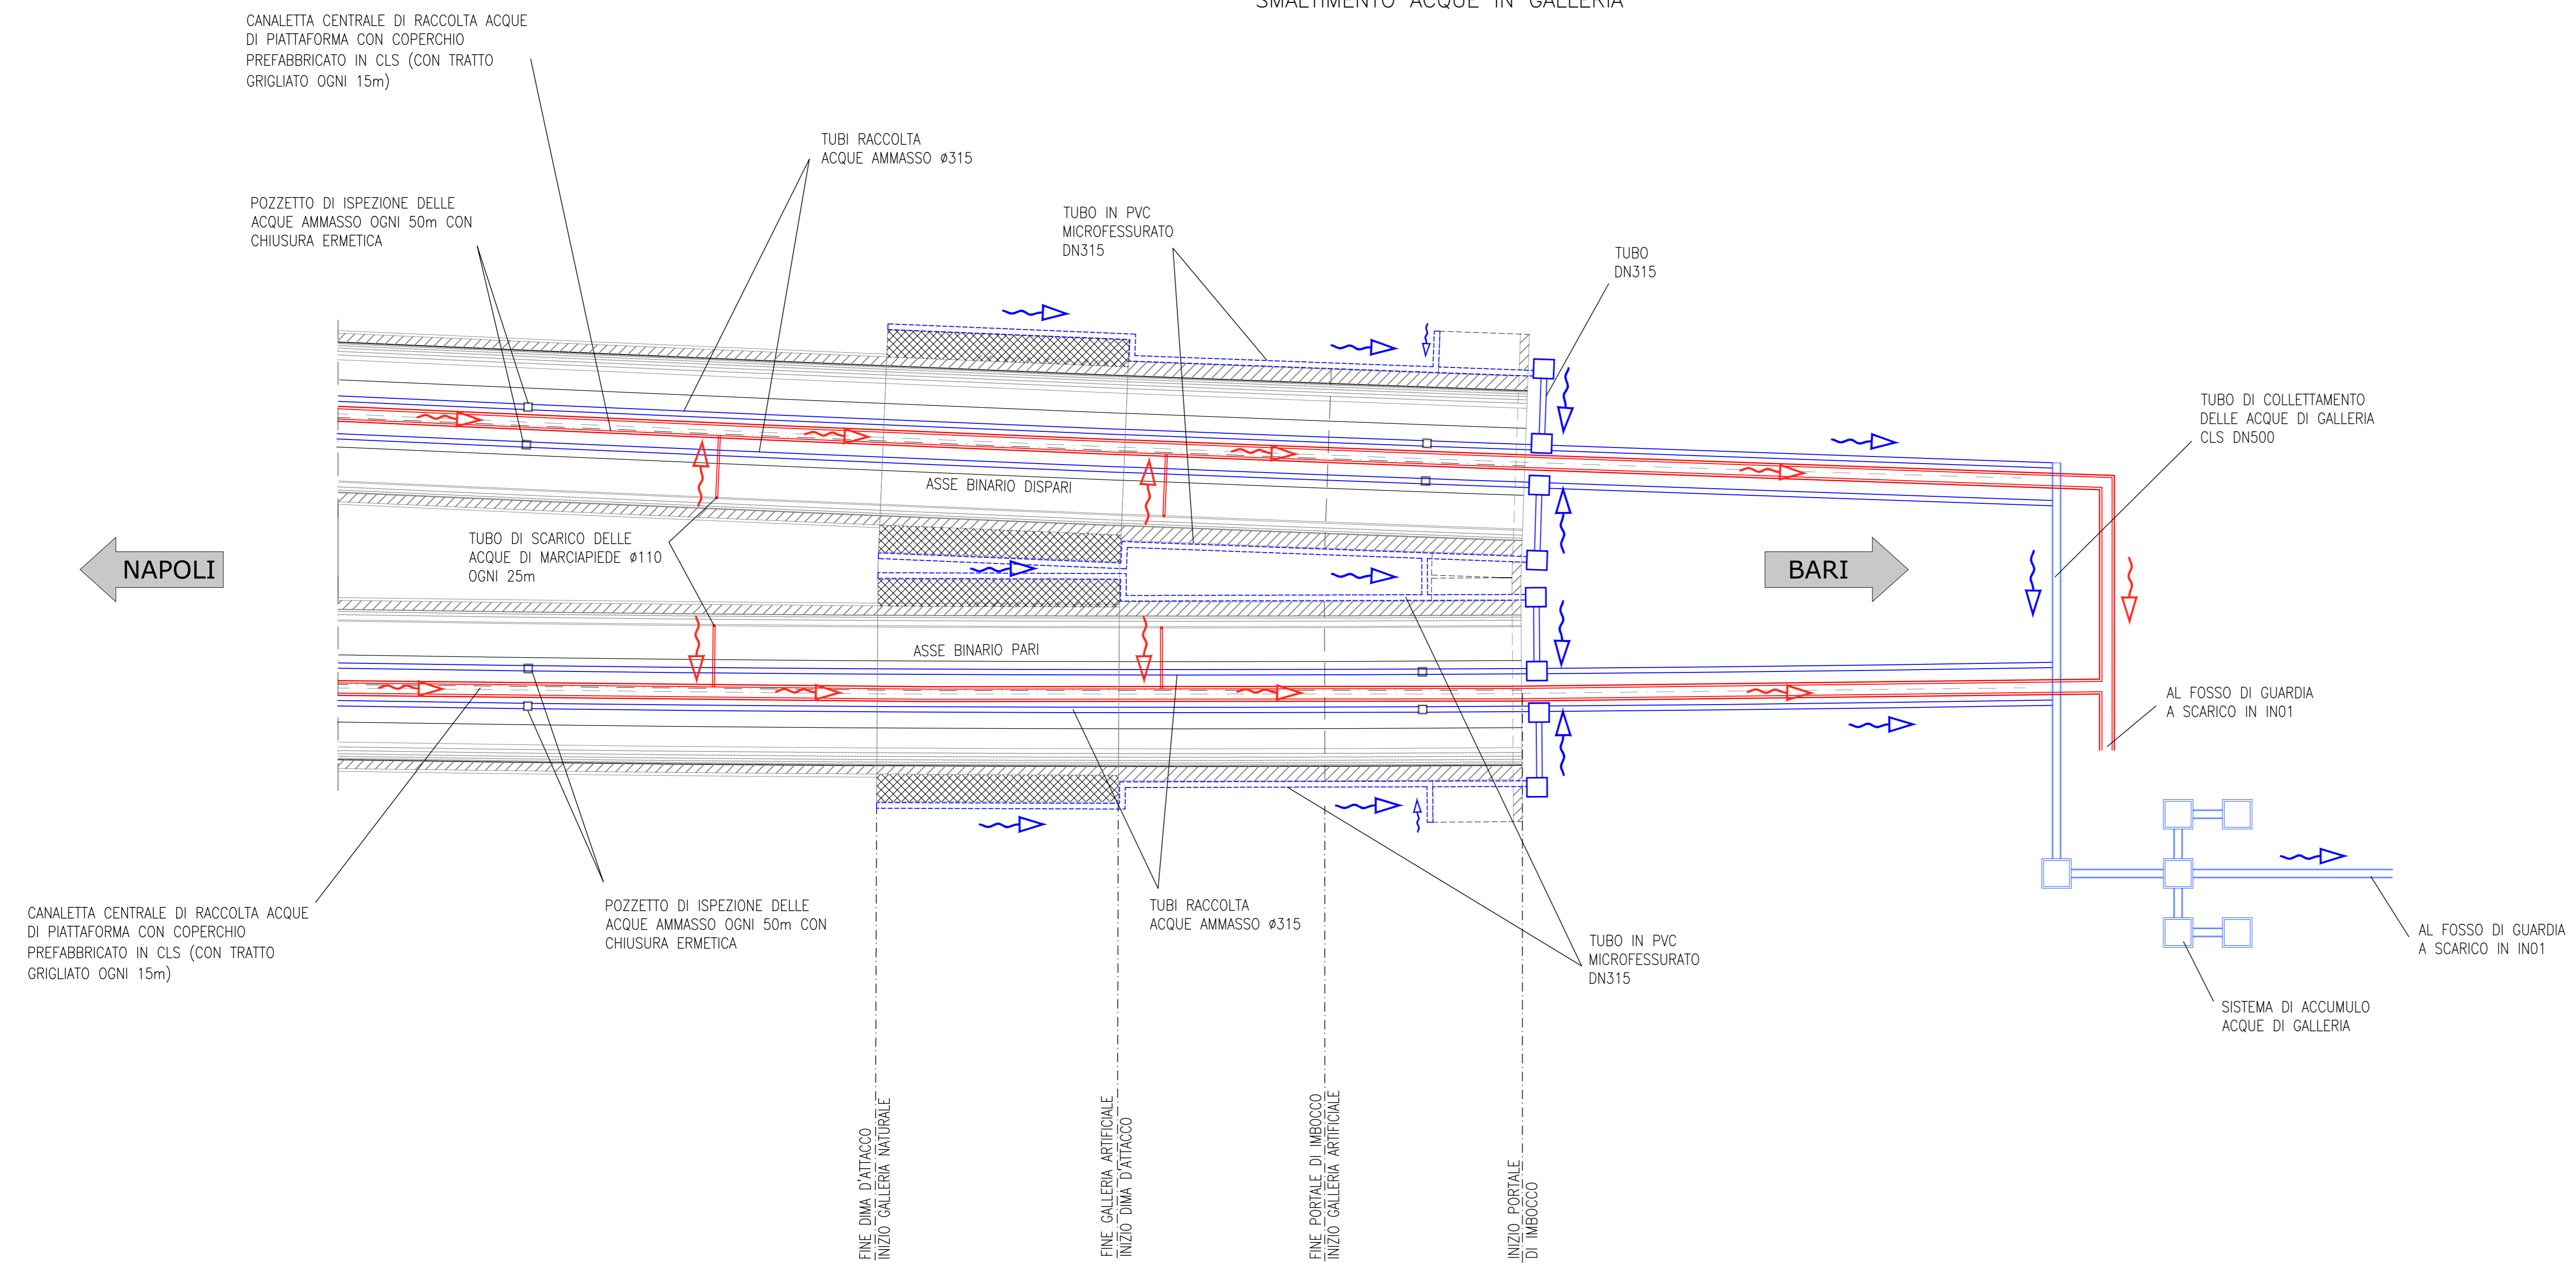 SMALTIMENTO ACQUE IN GALLERIA
CANALETTA CENTRALE DI RACCOLTA ACQUE
DI PIATTAFORMA CON COPERCHIO
PREFABBRICATO IN CLS (CON TRATTO
GRIGLIATO OGNI 15m)
TUBI RACCOLTA
ACQUE AMMASSO ø315
POZZETTO DI ISPEZIONE DELLE
ACQUE AMMASSO OGNI 50m CON
CHIUSURA ERMETICA
TUBO IN PVC
MICROFESSURATO
DN315
TUBO
DN315
TUBO DI COLLETTAMENTO
DELLE ACQUE DI GALLERIA
CLS DN500
ASSE BINARIO DISPARI
TUBO DI SCARICO DELLE
ACQUE DI MARCIAPIEDE ø110
OGNI 25m
NAPOLI
BARI
ASSE BINARIO PARI
AL FOSSO DI GUARDIA
A SCARICO IN IN01
CANALETTA CENTRALE DI RACCOLTA ACQUE
DI PIATTAFORMA CON COPERCHIO
PREFABBRICATO IN CLS (CON TRATTO
GRIGLIATO OGNI 15m)
POZZETTO DI ISPEZIONE DELLE
ACQUE AMMASSO OGNI 50m CON
CHIUSURA ERMETICA
TUBI RACCOLTA
ACQUE AMMASSO ø315
TUBO IN PVC
MICROFESSURATO
DN315
AL FOSSO DI GUARDIA
A SCARICO IN IN01
SISTEMA DI ACCUMULO
ACQUE DI GALLERIA
FINE DIMA D'ATTACCO
INIZIO GALLERIA NATURALE
FINE GALLERIA ARTIFICIALE
INIZIO DIMA D'ATTACCO
FINE PORTALE DI IMBOCCO
INIZIO GALLERIA ARTIFICIALE
INIZIO PORTALE
DI IMBOCCO